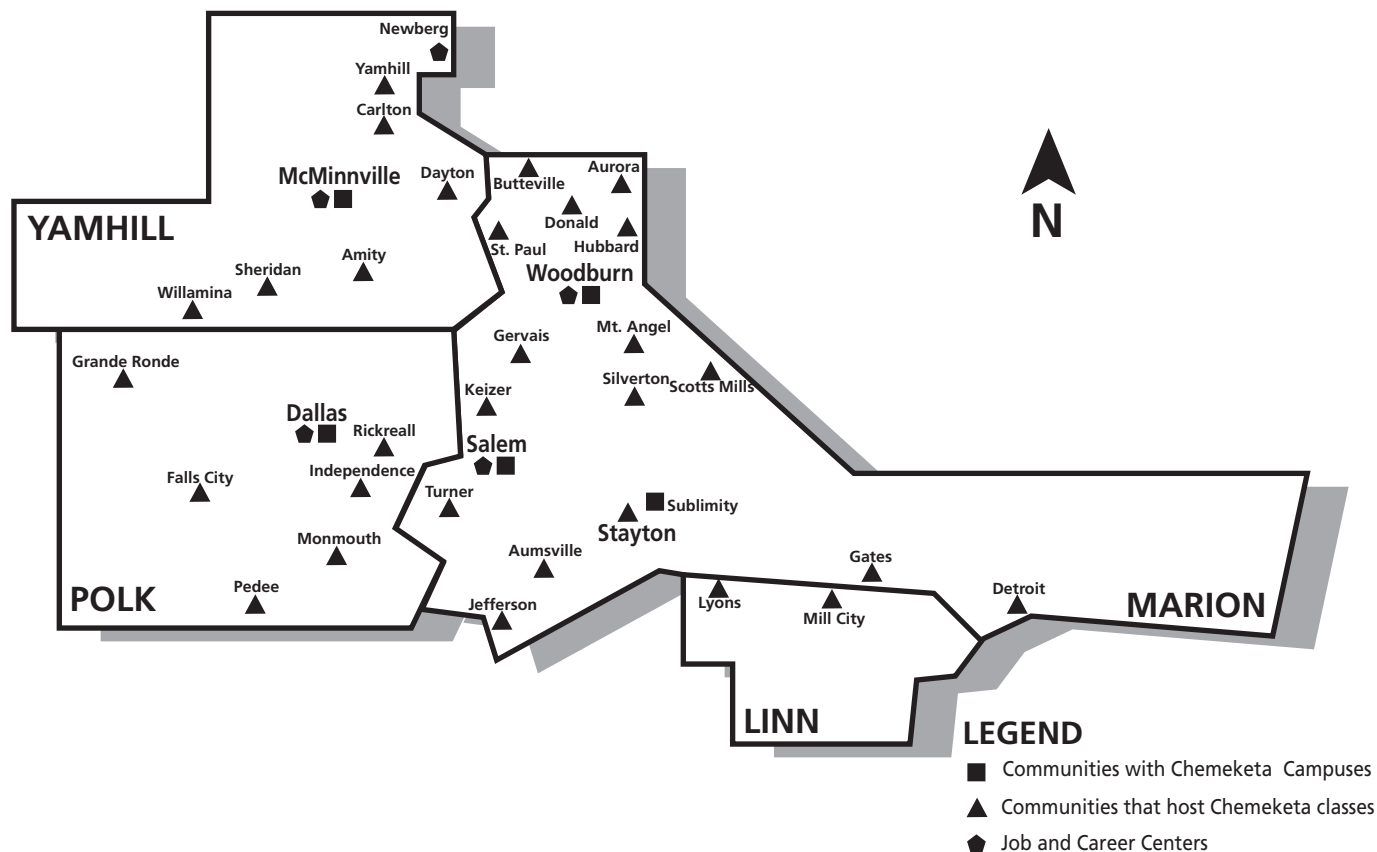 Newberg
Yamhill
Carlton
McMinnville
Dayton
Butteville
Aurora
Donald
Hubbard
St. Paul
YAMHILL
Amity
Sheridan
Willamina
Woodburn
N
Gervais
Mt. Angel
Silverton
Scotts Mills
Keizer
Grande Ronde
Dallas
Rickreall
Salem
Falls City
Independence
Turner
Sublimity
Stayton
Monmouth
Aumsville
Gates
Pedee
POLK
Jefferson
Lyons
Mill City
Detroit
MARION
LINN
LEGEND
Communities with Chemeketa Campuses
Communities that host Chemeketa classes
Job and Career Centers